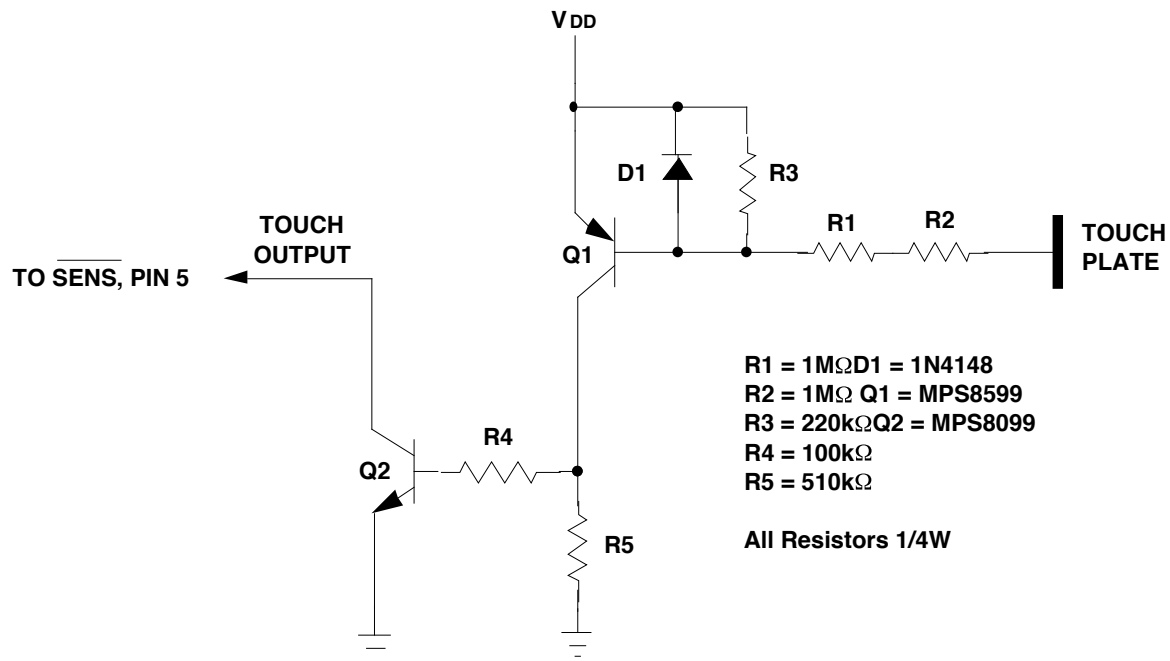 VDD
D1
R3
R1
R2
TOUCH
PLATE
Q1
TOUCH
OUTPUT
TO SENS, PIN 5
R1 = 1MΩD1 = 1N4148
R2 = 1MΩ Q1 = MPS8599
R3 = 220kΩQ2 = MPS8099
R4 = 100kΩ
R5 = 510kΩ
All Resistors 1/4W
R4
Q2
R5